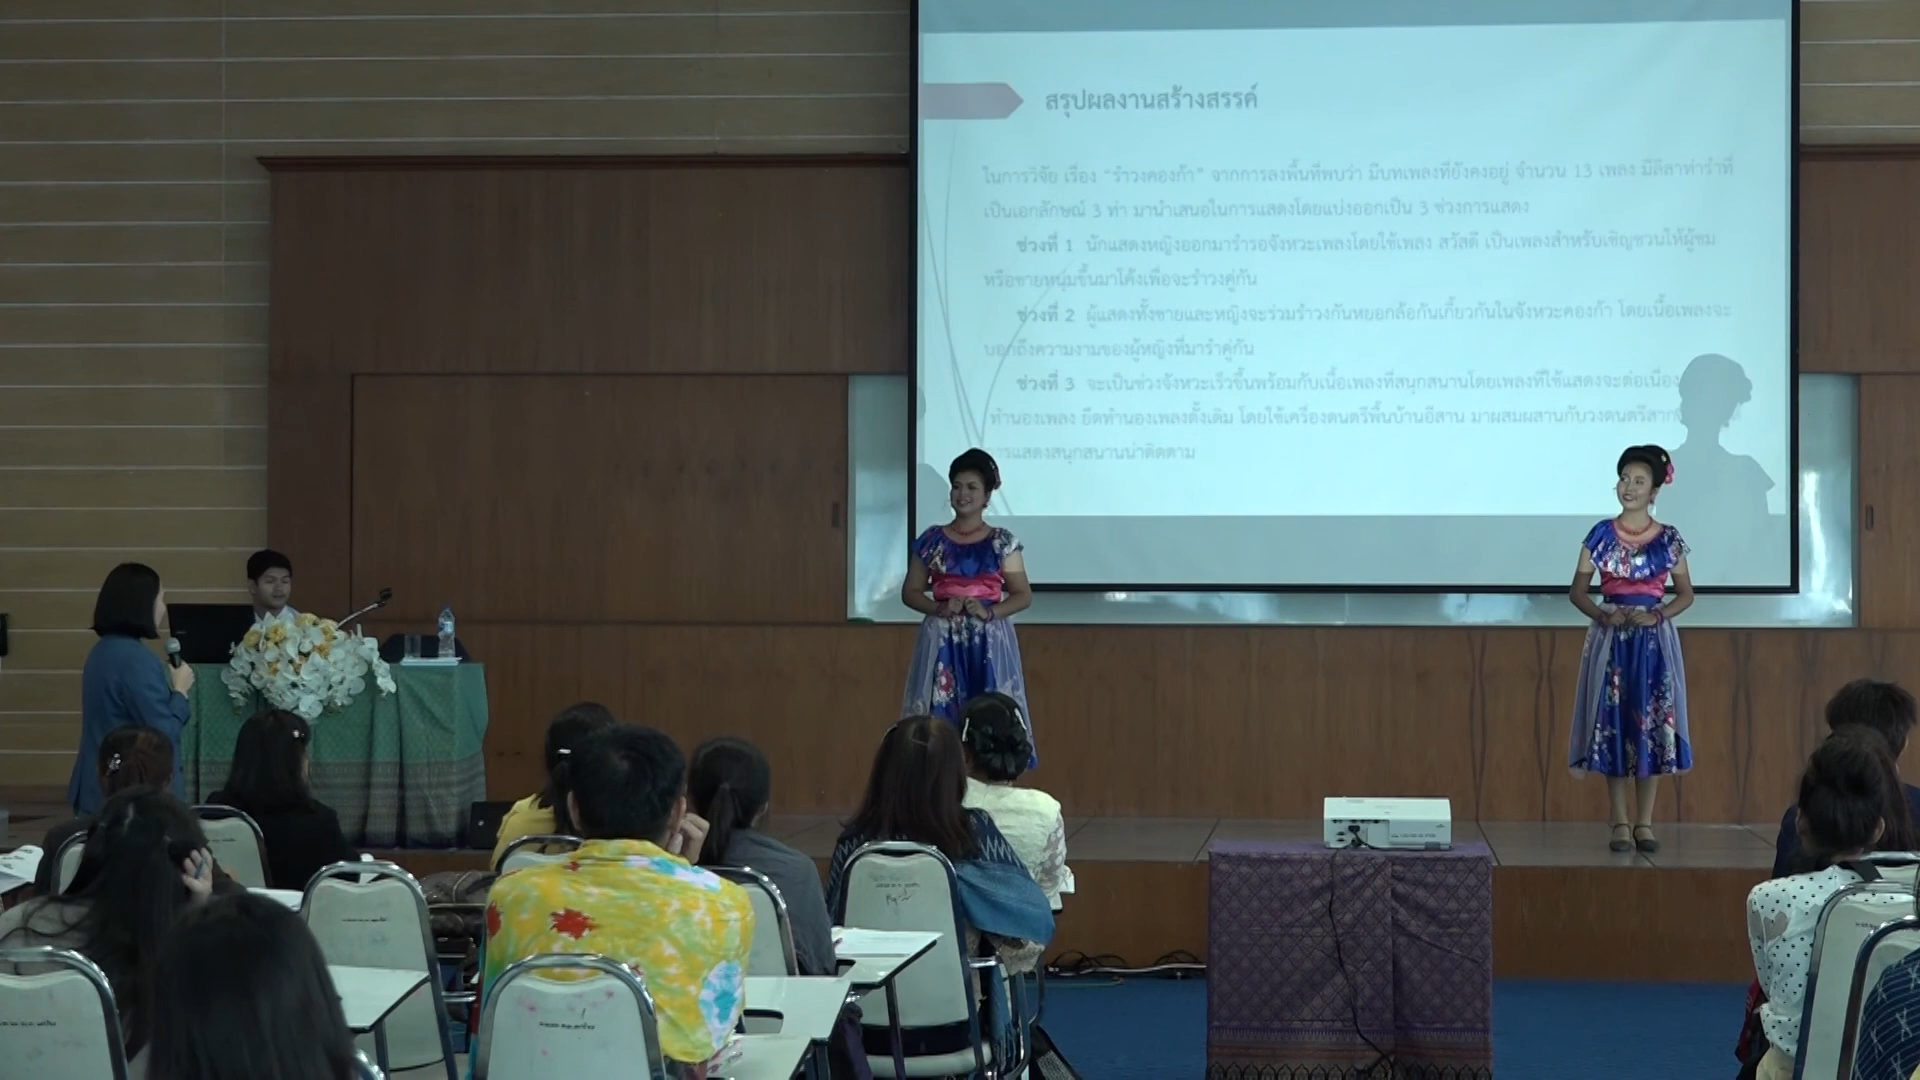 สรุปผลงานสร้างสรรค์
ในการวิจัย เรื่อง "รำวงคองก้า" จากการลงพื้นที่พบว่า มีบทเพลงที่ยังคงอยู่ จำนวน 13 เพลง มีลีลาท่ารำที่
เป็นเอกลักษณ์ 3 ท่า มานำเสนอในการแสดงโดยแบ่งออกเป็น 3 ช่วงการแสดง
ช่วงที่ 1 นักแสดงหญิงออกมารำรอจังหวะเพลงโดยใช้เพลง สวัสดี เป็นเพลงสำหรับเชิญชวนให้ผู้ชม
หรือชายหนุ่มขึ้นมาโค้งเพื่อจะรำวงคู่กัน
ช่วงที่ 2 ผู้แสดงทั้งชายและหญิงจะร่วมรำวงกันหยอกล้อกันเกี้ยวกันในจังหวะคองก้า โดยเนื้อเพลงจะ
บอกถึงความงามของผู้หญิงที่มารำคู่กัน
ช่วงที่ 3 จะเป็นช่วงจังหวะเร็วขึ้นพร้อมกับเนื้อเพลงที่สนุกสนานโดยเพลงที่ใช้แสดงจะต่อเนื่อง
ทำนองเพลง ยึดทำนองเพลงดั้งเดิม โดยใช้เครื่องดนตรีพื้นบ้านอีสาน มาผสมผสานกับวงดนตรีสาก
ารแสดงสนุกสนานน่าติดตาม